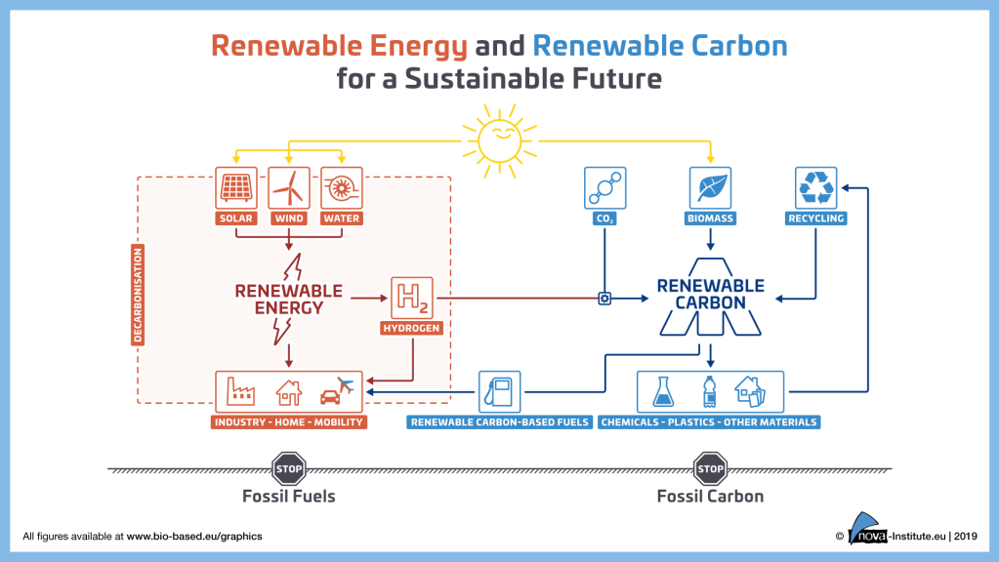 Renewable Energy and Renewable Carbon
for a Sustainable Future
SOLAR
WIND
WATER
CO₂
BIOMASS
RECYCLING
DECARBONISATION
RENEWABLE
ENERGY
H₂
HYDROGEN
RENEWABLE
CARBON
INDUSTRY - HOME - MOBILITY
RENEWABLE CARBON-BASED FUELS
CHEMICALS - PLASTICS - OTHER MATERIALS
STOP
Fossil Fuels
STOP
Fossil Carbon
All figures available at www.bio-based.eu/graphics
© nova-Institute.eu | 2019